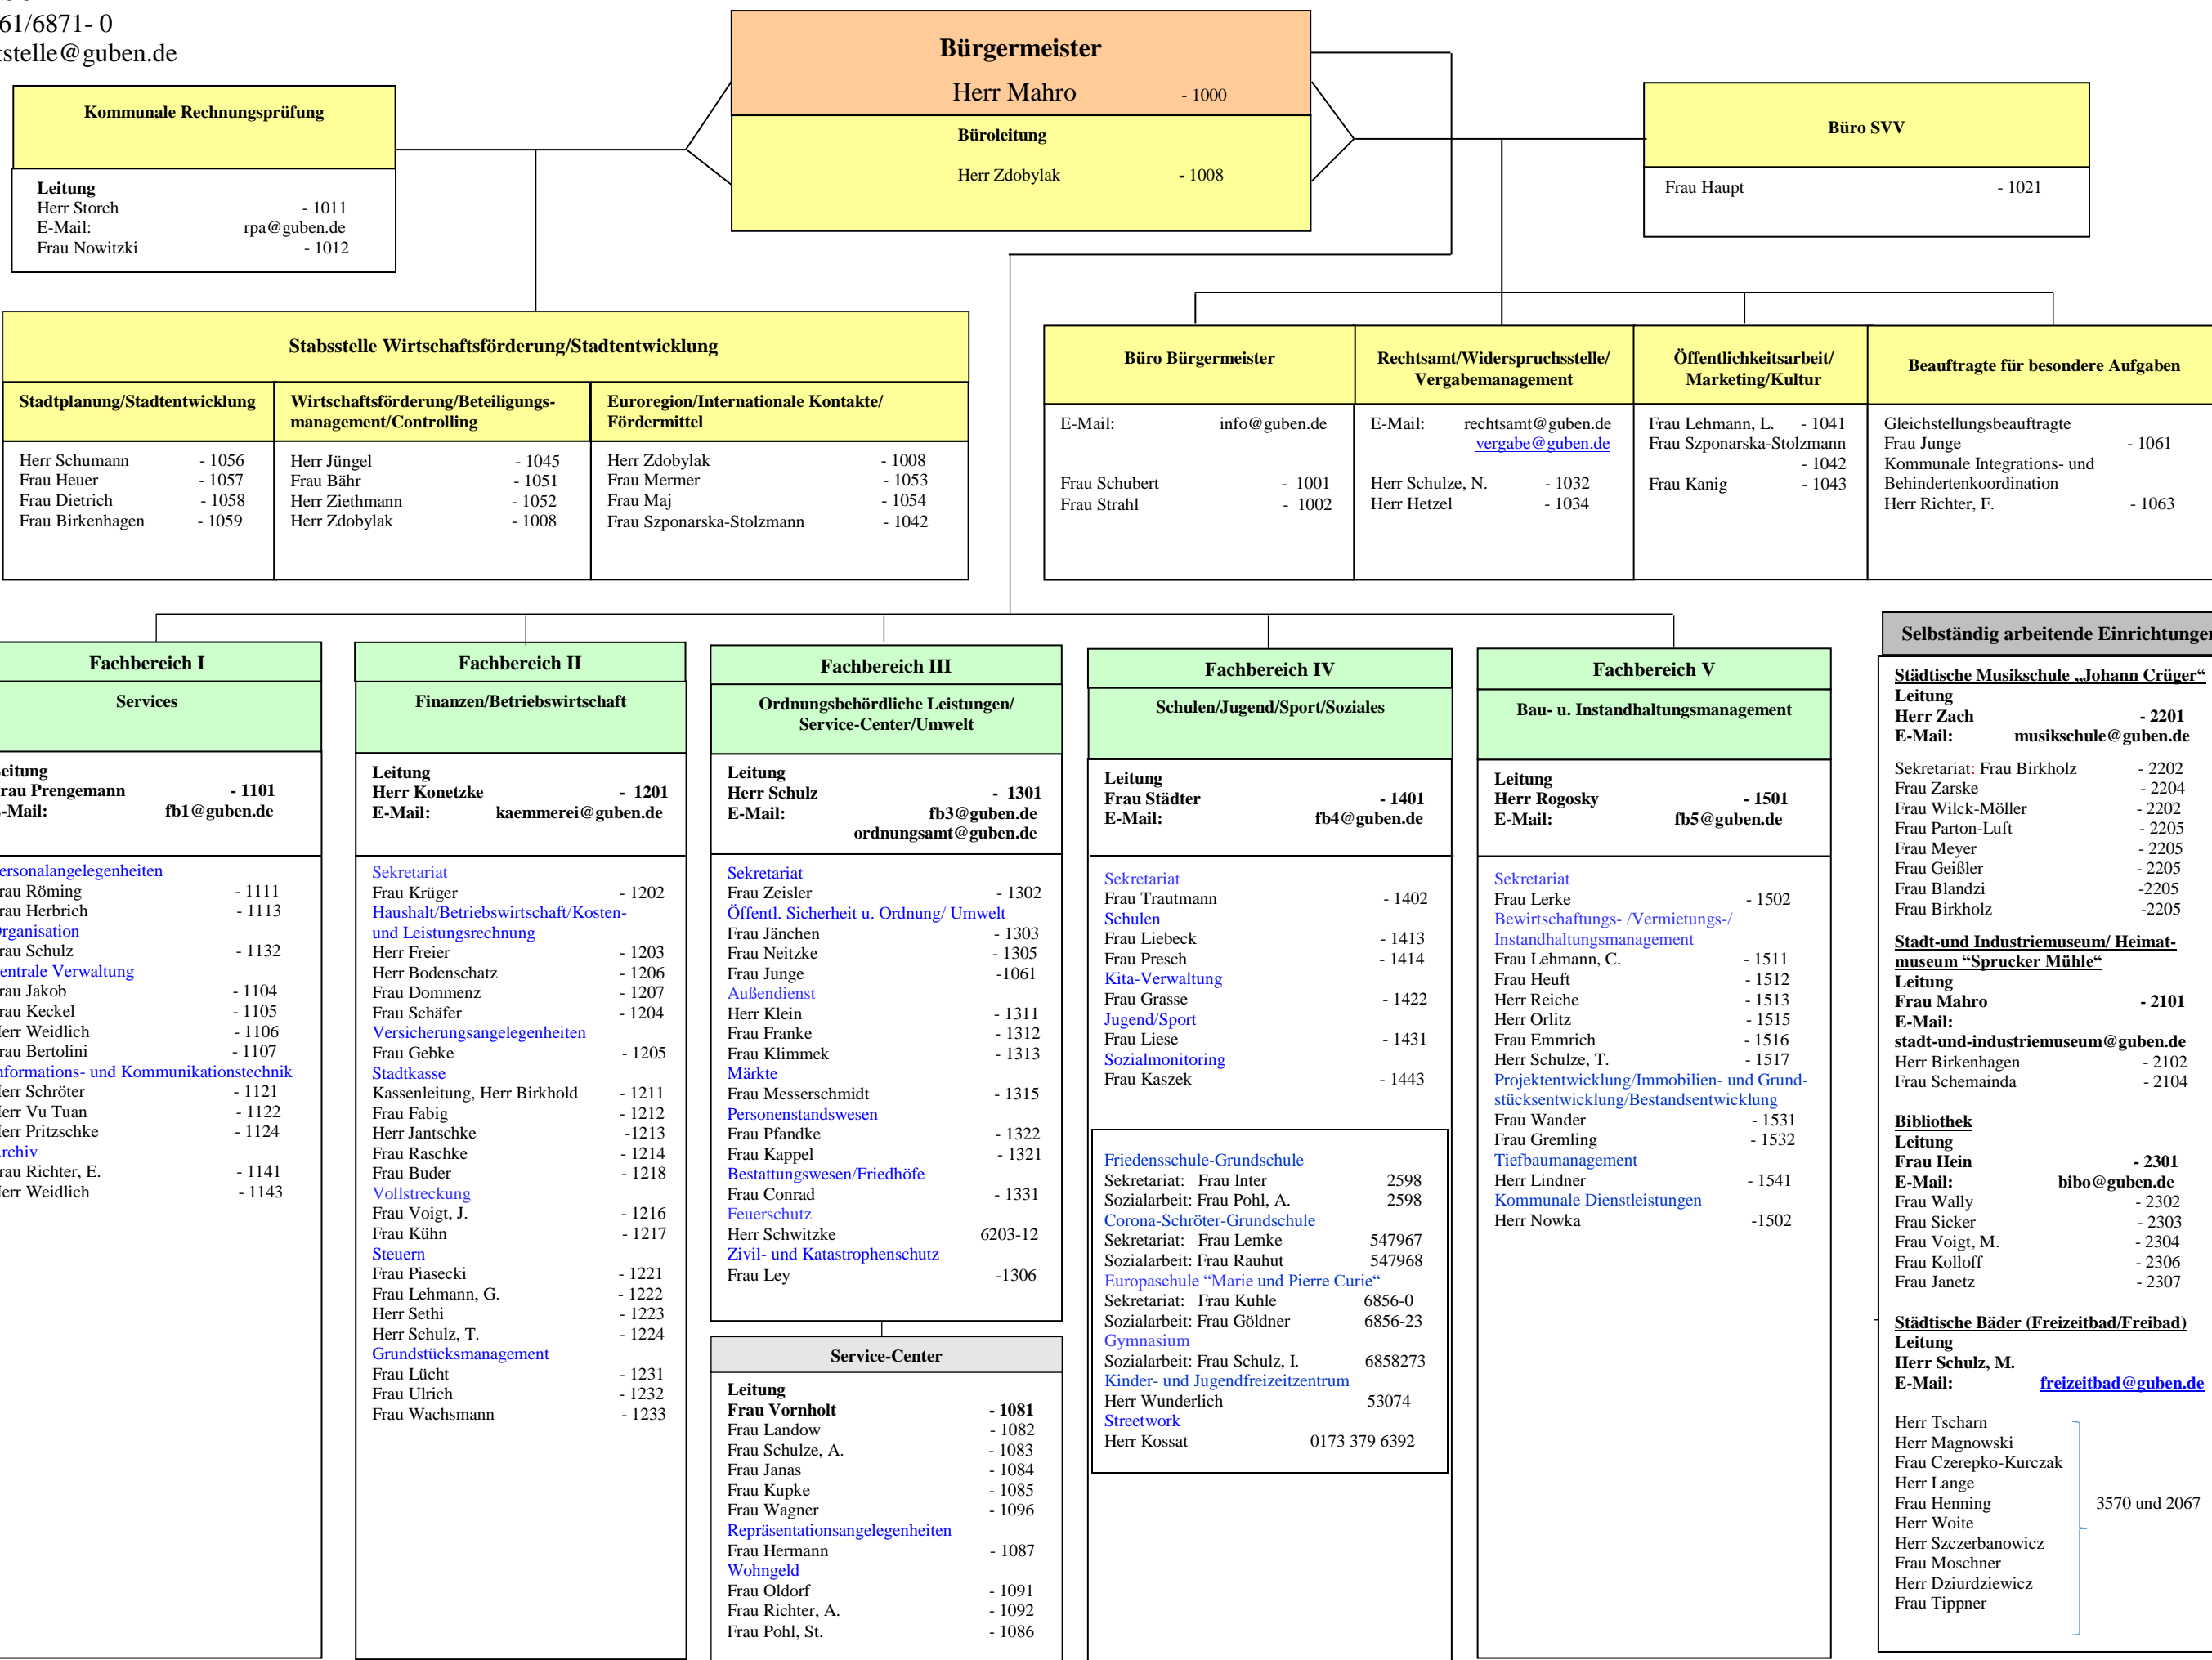 61/6871- 0
tstelle@guben.de
Bürgermeister
Herr Mahro - 1000
Büroleitung
Herr Zdobylak - 1008
Kommunale Rechnungsprüfung
Leitung
Herr Storch - 1011
E-Mail: rpa@guben.de
Frau Nowitzki - 1012
Büro SVV
Frau Haupt - 1021
Stabsstelle Wirtschaftsförderung/Stadtentwicklung
Stadtplanung/Stadtentwicklung
Herr Schumann - 1056
Frau Heuer - 1057
Frau Dietrich - 1058
Frau Birkenhagen - 1059
Wirtschaftsförderung/Beteiligungs-
management/Controlling
Herr Jüngel - 1045
Frau Bähr - 1051
Herr Ziethmann - 1052
Herr Zdobylak - 1008
Euroregion/Internationale Kontakte/
Fördermittel
Herr Zdobylak - 1008
Frau Mermer - 1053
Frau Maj - 1054
Frau Szponarska-Stolzmann - 1042
Büro Bürgermeister
E-Mail: info@guben.de
Frau Schubert - 1001
Frau Strahl - 1002
Rechtsamt/Widerspruchsstelle/
Vergabemanagement
E-Mail: rechtsamt@guben.de
vergabe@guben.de
Herr Schulze, N. - 1032
Herr Hetzel - 1034
Öffentlichkeitsarbeit/
Marketing/Kultur
Frau Lehmann, L. - 1041
Frau Szponarska-Stolzmann
- 1042
Frau Kanig - 1043
Beauftragte für besondere Aufgaben
Gleichstellungsbeauftragte
Frau Junge - 1061
Kommunale Integrations- und
Behindertenkoordination
Herr Richter, F. - 1063
Fachbereich I
Services
eitung
rau Prengemann - 1101
-Mail: fb1@guben.de
ersonalangelegenheiten
rau Röming - 1111
rau Herbrich - 1113
rganisation
rau Schulz - 1132
entrale Verwaltung
rau Jakob - 1104
rau Keckel - 1105
err Weidlich - 1106
rau Bertolini - 1107
nformations- und Kommunikationstechnik
err Schröter - 1121
err Vu Tuan - 1122
err Pritzschke - 1124
rchiv
rau Richter, E. - 1141
err Weidlich - 1143
Fachbereich II
Finanzen/Betriebswirtschaft
Leitung
Herr Konetzke - 1201
E-Mail: kaemmerei@guben.de
Sekretariat
Frau Krüger - 1202
Haushalt/Betriebswirtschaft/Kosten-
und Leistungsrechnung
Herr Freier - 1203
Herr Bodenschatz - 1206
Frau Dommenz - 1207
Frau Schäfer - 1204
Versicherungsangelegenheiten
Frau Gebke - 1205
Stadtkasse
Kassenleitung, Herr Birkhold - 1211
Frau Fabig - 1212
Herr Jantschke -1213
Frau Raschke - 1214
Frau Buder - 1218
Vollstreckung
Frau Voigt, J. - 1216
Frau Kühn - 1217
Steuern
Frau Piasecki - 1221
Frau Lehmann, G. - 1222
Herr Sethi - 1223
Herr Schulz, T. - 1224
Grundstücksmanagement
Frau Lücht - 1231
Frau Ulrich - 1232
Frau Wachsmann - 1233
Fachbereich III
Ordnungsbehördliche Leistungen/
Service-Center/Umwelt
Leitung
Herr Schulz - 1301
E-Mail: fb3@guben.de
ordnungsamt@guben.de
Sekretariat
Frau Zeisler - 1302
Öffentl. Sicherheit u. Ordnung/ Umwelt
Frau Jänchen - 1303
Frau Neitzke - 1305
Frau Junge -1061
Außendienst
Herr Klein - 1311
Frau Franke - 1312
Frau Klimmek - 1313
Märkte
Frau Messerschmidt - 1315
Personenstandswesen
Frau Pfandke - 1322
Frau Kappel - 1321
Bestattungswesen/Friedhöfe
Frau Conrad - 1331
Feuerschutz
Herr Schwitzke 6203-12
Zivil- und Katastrophenschutz
Frau Ley -1306
Service-Center
Leitung
Frau Vornholt - 1081
Frau Landow - 1082
Frau Schulze, A. - 1083
Frau Janas - 1084
Frau Kupke - 1085
Frau Wagner - 1096
Repräsentationsangelegenheiten
Frau Hermann - 1087
Wohngeld
Frau Oldorf - 1091
Frau Richter, A. - 1092
Frau Pohl, St. - 1086
Fachbereich IV
Schulen/Jugend/Sport/Soziales
Leitung
Frau Städter - 1401
E-Mail: fb4@guben.de
Sekretariat
Frau Trautmann - 1402
Schulen
Frau Liebeck - 1413
Frau Presch - 1414
Kita-Verwaltung
Frau Grasse - 1422
Jugend/Sport
Frau Liese - 1431
Sozialmonitoring
Frau Kaszek - 1443
Friedensschule-Grundschule
Sekretariat: Frau Inter 2598
Sozialarbeit: Frau Pohl, A. 2598
Corona-Schröter-Grundschule
Sekretariat: Frau Lemke 547967
Sozialarbeit: Frau Rauhut 547968
Europaschule “Marie und Pierre Curie“
Sekretariat: Frau Kuhle 6856-0
Sozialarbeit: Frau Göldner 6856-23
Gymnasium
Sozialarbeit: Frau Schulz, I. 6858273
Kinder- und Jugendfreizeitzentrum
Herr Wunderlich 53074
Streetwork
Herr Kossat 0173 379 6392
Fachbereich V
Bau- u. Instandhaltungsmanagement
Leitung
Herr Rogosky - 1501
E-Mail: fb5@guben.de
Sekretariat
Frau Lerke - 1502
Bewirtschaftungs- /Vermietungs-/
Instandhaltungsmanagement
Frau Lehmann, C. - 1511
Frau Heuft - 1512
Herr Reiche - 1513
Herr Orlitz - 1515
Frau Emmrich - 1516
Herr Schulze, T. - 1517
Projektentwicklung/Immobilien- und Grund-
stücksentwicklung/Bestandsentwicklung
Frau Wander - 1531
Frau Gremling - 1532
Tiefbaumanagement
Herr Lindner - 1541
Kommunale Dienstleistungen
Herr Nowka -1502
Selbständig arbeitende Einrichtungen
Städtische Musikschule „Johann Crüger“
Leitung
Herr Zach - 2201
E-Mail: musikschule@guben.de
Sekretariat: Frau Birkholz - 2202
Frau Zarske - 2204
Frau Wilck-Möller - 2202
Frau Parton-Luft - 2205
Frau Meyer - 2205
Frau Geißler - 2205
Frau Blandzi -2205
Frau Birkholz -2205
Stadt-und Industriemuseum/ Heimat-
museum “Sprucker Mühle“
Leitung
Frau Mahro - 2101
E-Mail:
stadt-und-industriemuseum@guben.de
Herr Birkenhagen - 2102
Frau Schemainda - 2104
Bibliothek
Leitung
Frau Hein - 2301
E-Mail: bibo@guben.de
Frau Wally - 2302
Frau Sicker - 2303
Frau Voigt, M. - 2304
Frau Kolloff - 2306
Frau Janetz - 2307
Städtische Bäder (Freizeitbad/Freibad)
Leitung
Herr Schulz, M.
E-Mail: freizeitbad@guben.de
Herr Tscharn
Herr Magnowski
Frau Czerepko-Kurczak
Herr Lange
Frau Henning 3570 und 2067
Herr Woite
Herr Szczerbanowicz
Frau Moschner
Herr Dziurdziewicz
Frau Tippner